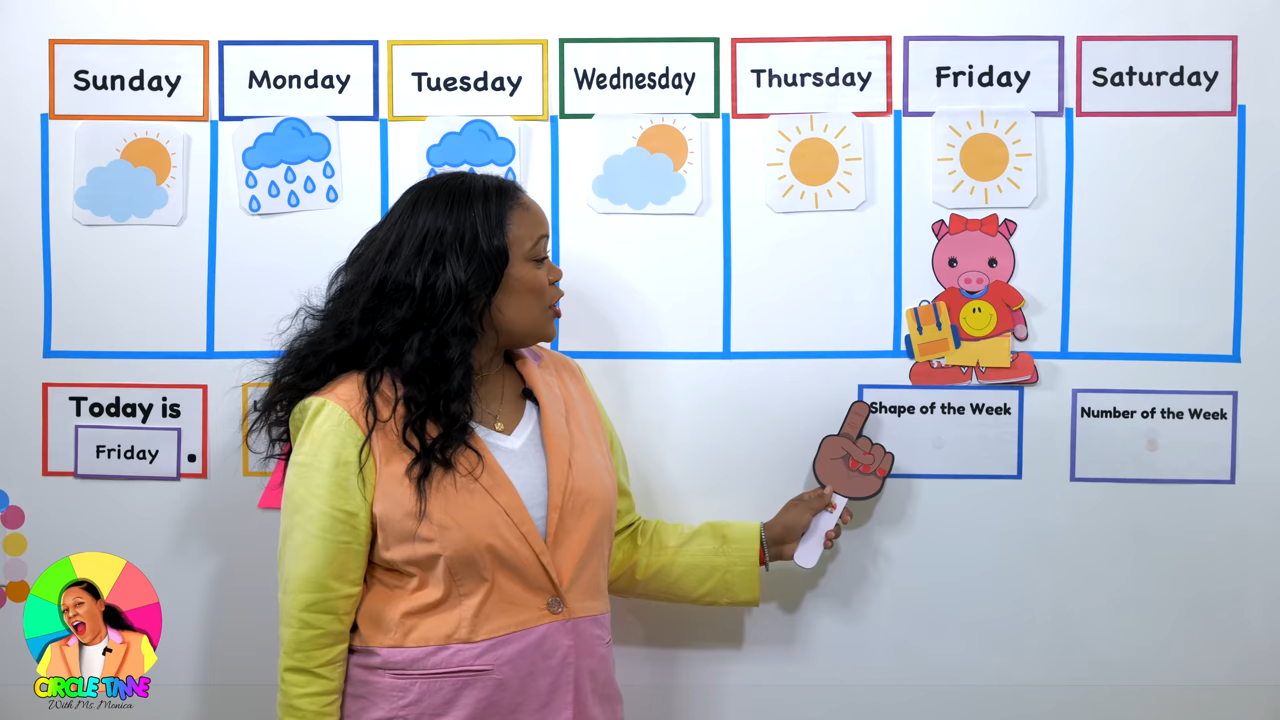 Sunday
Monday
Tuesday
Wednesday
Thursday
Friday
Saturday
Today is
Friday.
Shape of the Week
Number of the Week
CIRCLE TIME
With Ms. Monica